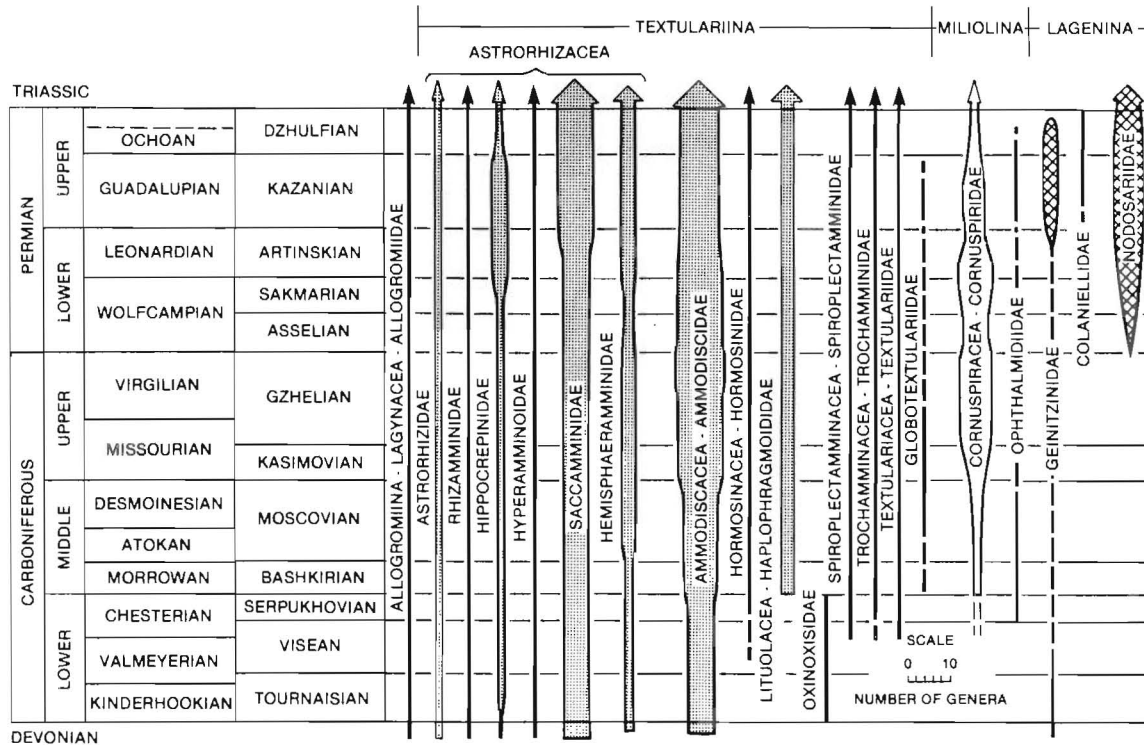 TEXTULARIINA
MILIOLINA
LAGENINA
ASTRORHIZACEA
TRIASSIC
PERMIAN
UPPER
LOWER
CARBONIFEROUS
UPPER
MIDDLE
LOWER
OCHOAN
GUADALUPIAN
LEONARDIAN
WOLFCAMPIAN
VIRGILIAN
MISSOURIAN
DESMOINESIAN
ATOKAN
MORROWAN
CHESTERIAN
VALMEYERIAN
KINDERHOOKIAN
DZHULFIAN
KAZANIAN
ARTINSKIAN
SAKMARIAN
ASSELIAN
GZHELIAN
KASIMOVIAN
MOSCOVIAN
BASHKIRIAN
SERPUKHOVIAN
VISEAN
TOURNAISIAN
ALLOGROMIINA - LAGYNACEA - ALLOGROMIIDAE
ASTRORHIZIDAE
RHIZAMMINIDAE
HIPPOCREPINIDAE
HYPERAMMINOIDAE
SACCAMMINIDAE
HEMISPHAERAMMINIDAE
AMMODISCACEA - AMMODISCIDAE
HORMOSINACEA - HORMOSINIDAE
LITUOLACEA - HAPLOPHRAGMOIDIDAE
OXINOXISIDAE
SPIROPLECTAMMINACEA - SPIROPLECTAMMINIDAE
TROCHAMMINACEA - TROCHAMMINIDAE
TEXTULARIACEA - TEXTULARIIDAE
GLOBOTEXTULARIIDAE
CORNUSPIRACEA - CORNUSPIRIDAE
OPHTHALMIDIIDAE
GENITZINIDAE
COLANIELLIDAE
NODOSARIIDAE
SCALE
0 10
NUMBER OF GENERA
DEVONIAN